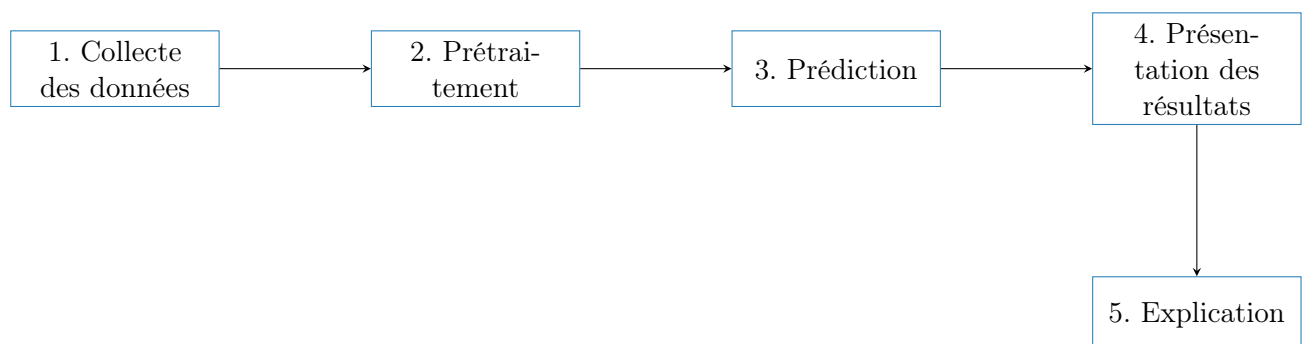 1. Collecte
des données
2. Prétrai-
tement
3. Prédiction
4. Présen-
tation des
résultats
5. Explication